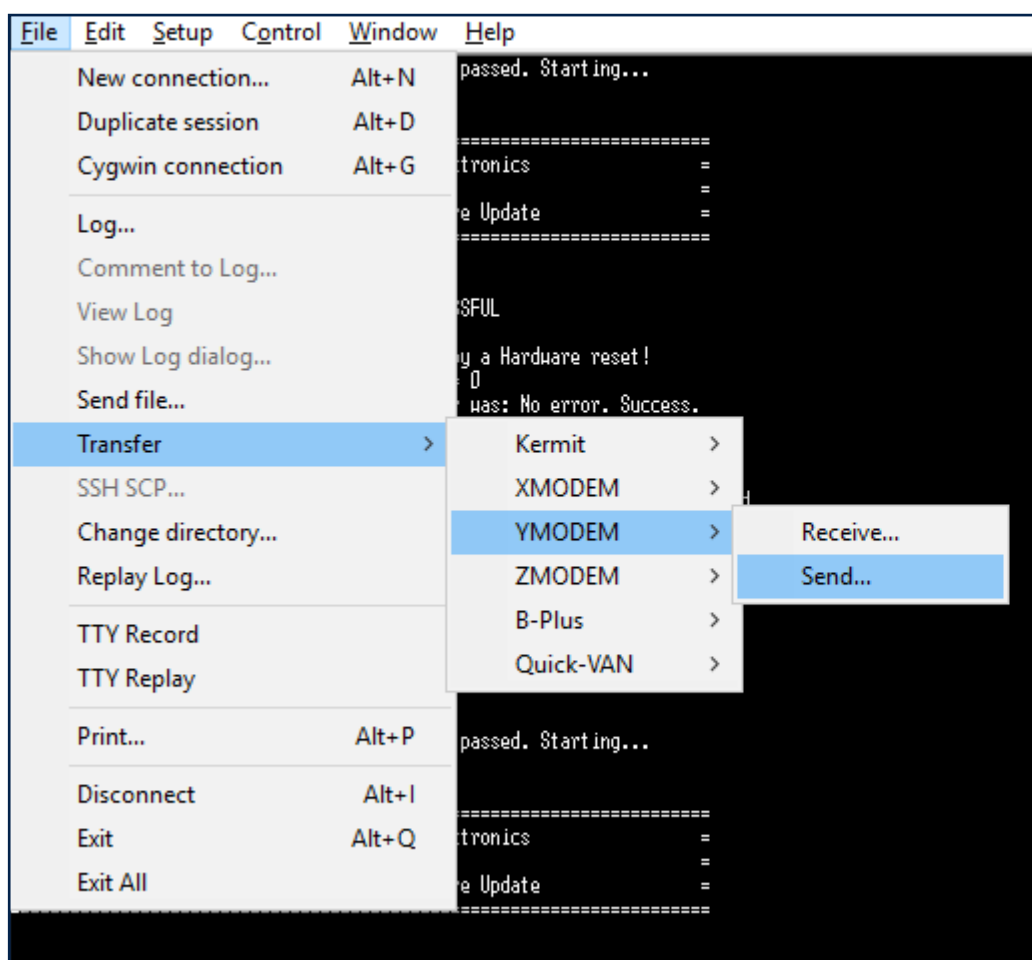 File Edit Setup Control Window Help
New connection... Alt+N
Duplicate session Alt+D
Cygwin connection Alt+G
Log...
Comment to Log...
View Log
Show Log dialog...
Send file...
Transfer >
SSH SCP...
Change directory...
Replay Log...
TTY Record
TTY Replay
Print... Alt+P
Disconnect Alt+I
Exit Alt+Q
Exit All
Kermit >
XMODEM >
YMODEM >
ZMODEM >
B-Plus >
Quick-VAN >
Receive...
Send...
passed. Starting...
==============================
tronics =
=
e Update =
==============================
SSFUL
y a Hardware reset!
= 0
was: No error. Success.
H
passed. Starting...
==============================
tronics =
=
e Update =
==============================